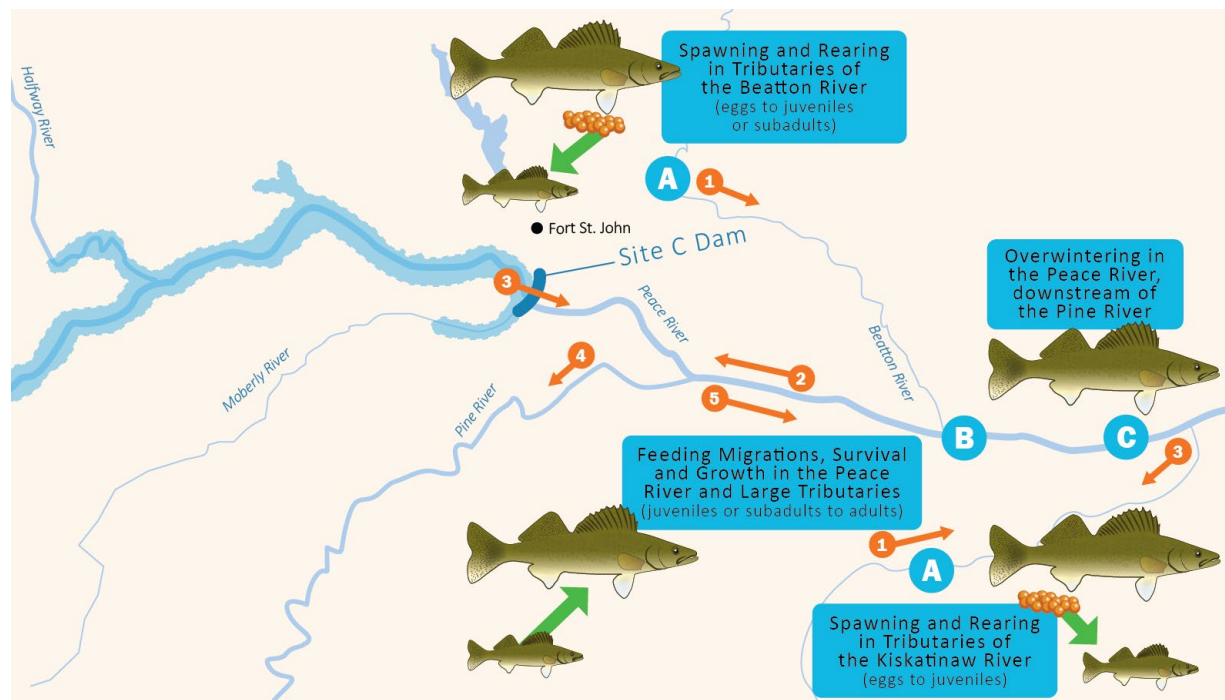 Spawning and Rearing
in Tributaries of
the Beatton River
(eggs to juveniles
or subadults)
Halfway River
A
1
Fort St. John
Site C Dam
Overwintering in
the Peace River,
downstream of
the Pine River
3
Peace River
Beatton River
Moberly River
4
2
Pine River
5
B
C
Feeding Migrations, Survival
and Growth in the Peace
River and Large Tributaries
(juveniles or subadults to adults)
3
1
A
Spawning and Rearing
in Tributaries of
the Kiskatinaw River
(eggs to juveniles)